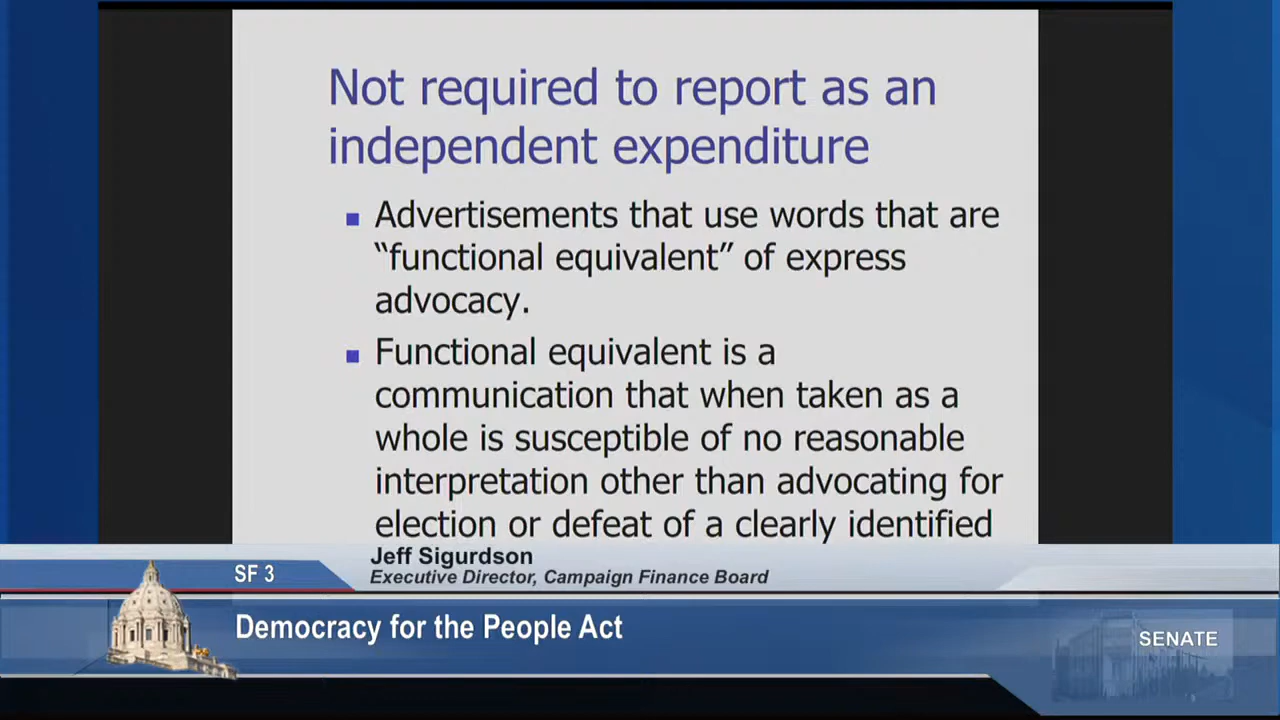 Not required to report as an
independent expenditure
Advertisements that use words that are
“functional equivalent” of express
advocacy.
Functional equivalent is a
communication that when taken as a
whole is susceptible of no reasonable
interpretation other than advocating for
election or defeat of a clearly identified
Jeff Sigurdson
SF 3
Executive Director, Campaign Finance Board
Democracy for the People Act
SENATE